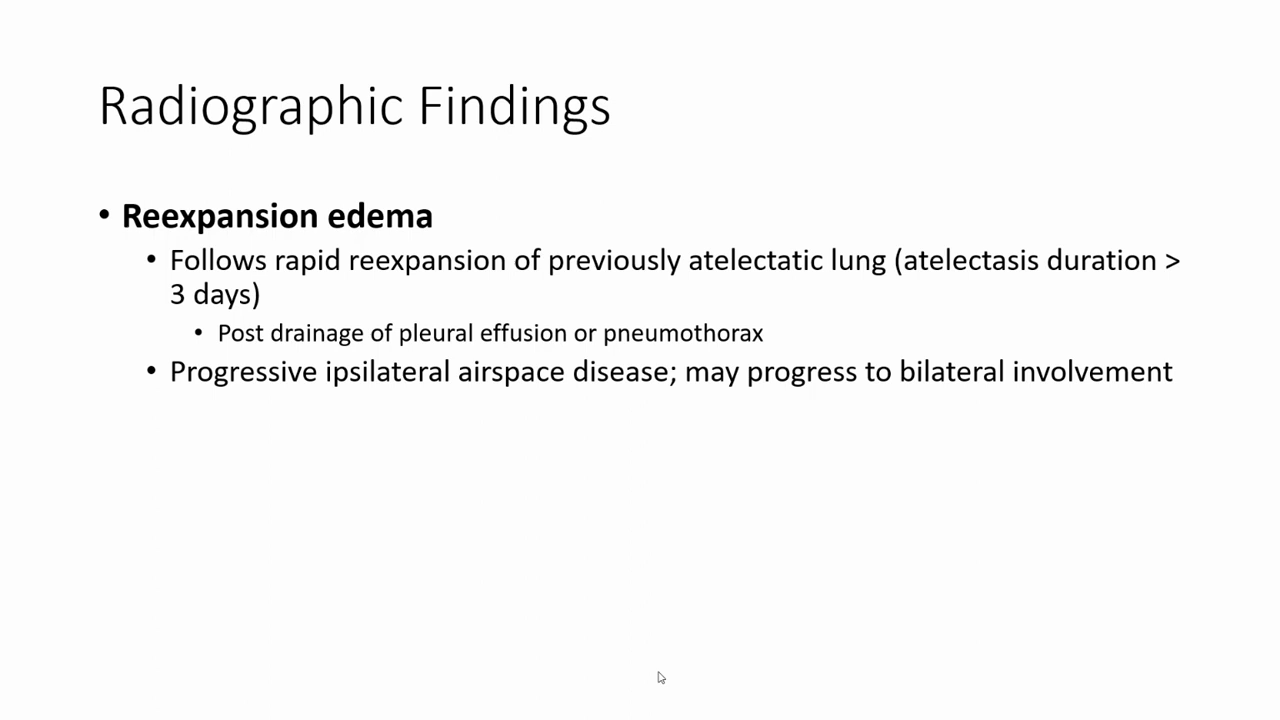 Radiographic Findings
• Reexpansion edema
• Follows rapid reexpansion of previously atelectatic lung (atelectasis duration >
3 days)
• Post drainage of pleural effusion or pneumothorax
• Progressive ipsilateral airspace disease; may progress to bilateral involvement